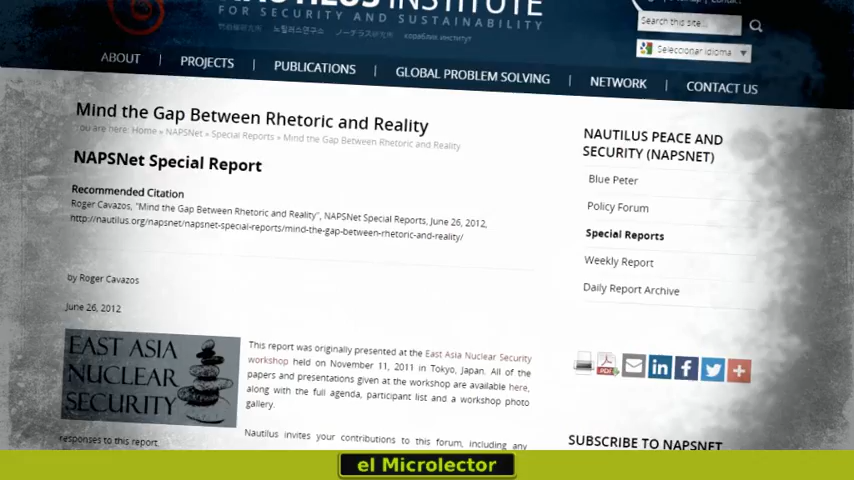 INSTITUTE
FOR SECURITY AND SUSTAINABILITY
Search this site...
Seleccionar idioma
ABOUT
PROJECTS
PUBLICATIONS
GLOBAL PROBLEM SOLVING
NETWORK
CONTACT US
Mind the Gap Between Rhetoric and Reality
You are here: Home » NAPSNet » Special Reports » Mind the Gap Between Rhetoric and Reality
NAPSNet Special Report
Recommended Citation
Roger Cavazos, "Mind the Gap Between Rhetoric and Reality", NAPSNet Special Reports, June 26, 2012,
http://nautilus.org/napsnet/napsnet-special-reports/mind-the-gap-between-rhetoric-and-reality/
by Roger Cavazos
June 26, 2012
EAST ASIA
NUCLEAR
SECURITY
This report was originally presented at the East Asia Nuclear Security
workshop held on November 11, 2011 in Tokyo, Japan. All of the
papers and presentations given at the workshop are available here,
along with the full agenda, participant list and a workshop photo
gallery.
Nautilus invites your contributions to this forum, including any
responses to this report.
NAUTILUS PEACE AND
SECURITY (NAPSNET)
Blue Peter
Policy Forum
Special Reports
Weekly Report
Daily Report Archive
PDF
SUBSCRIBE TO NAPSNET
el Microlector